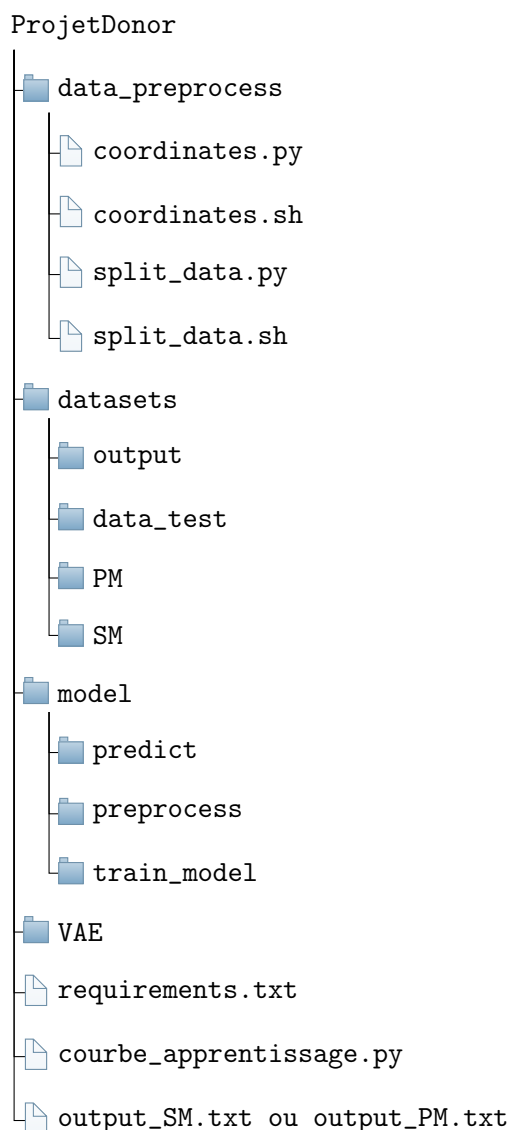 ProjetDonor
data_preprocess
coordinates.py
coordinates.sh
split_data.py
split_data.sh
datasets
output
data_test
PM
SM
model
predict
preprocess
train_model
VAE
requirements.txt
courbe_apprentissage.py
output_SM.txt ou output_PM.txt